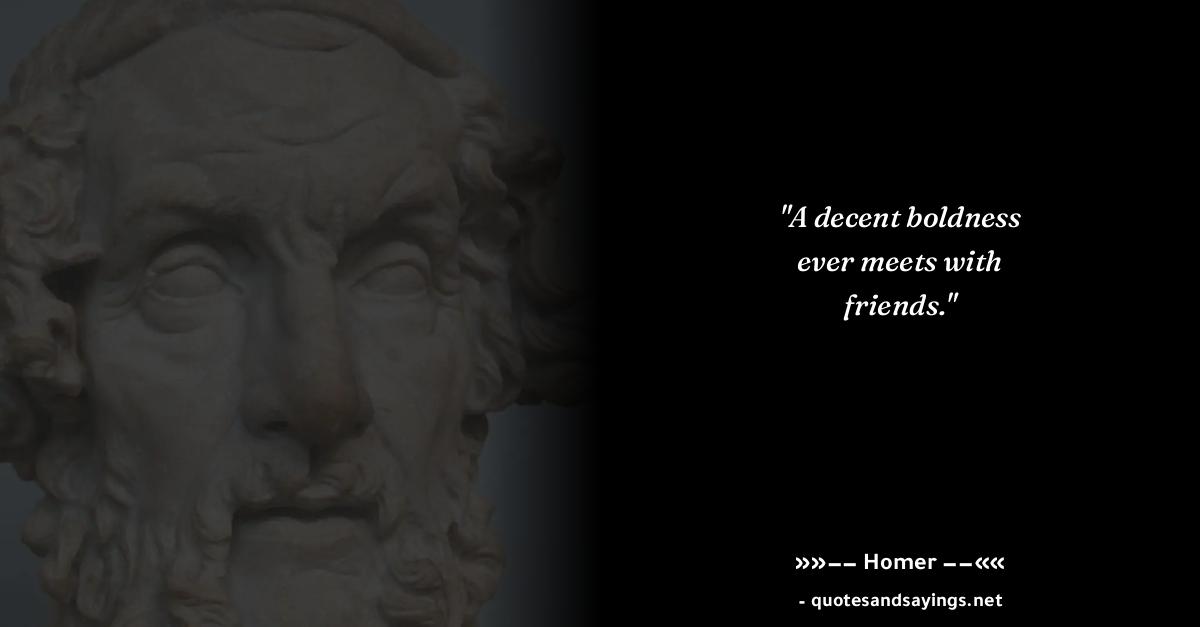 "A decent boldness
ever meets with
friends."
»»–– Homer ––««
- quotesandsayings.net